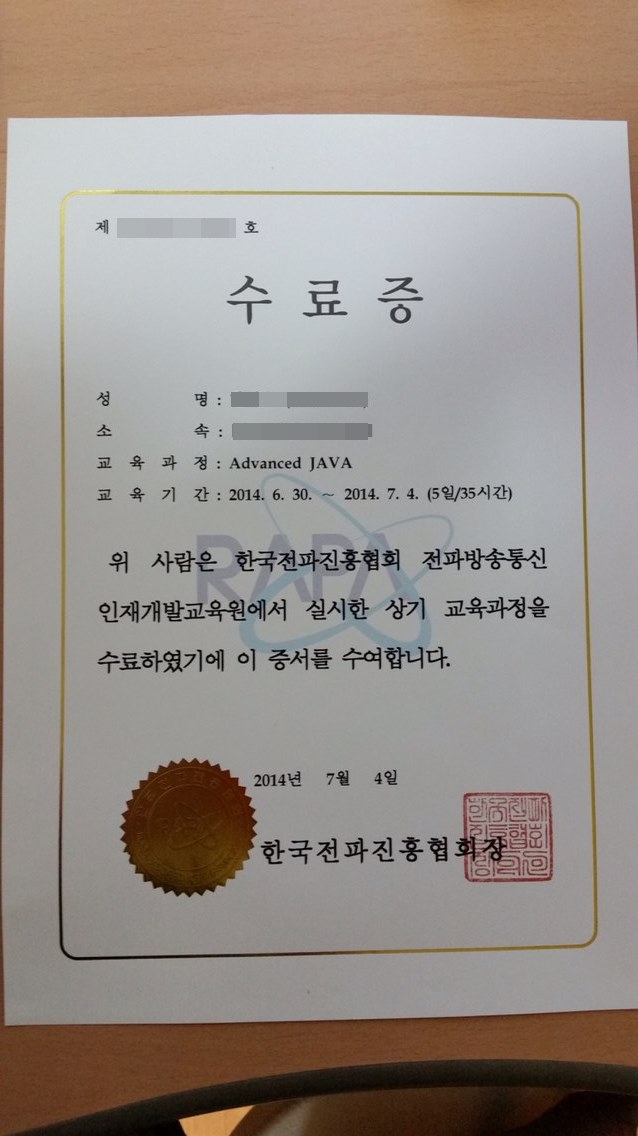 제 호
수 료 증
성 명 :
소 속 :
교 육 과 정 : Advanced JAVA
교 육 기 간 : 2014. 6. 30. ~ 2014. 7. 4. (5일/35시간)
RAPA
위 사람은 한국전파진흥협회 전파방송통신
인재개발교육원에서 실시한 상기 교육과정을
수료하였기에 이 증서를 수여합니다.
2014년 7월 4일
한국전파진흥협회장